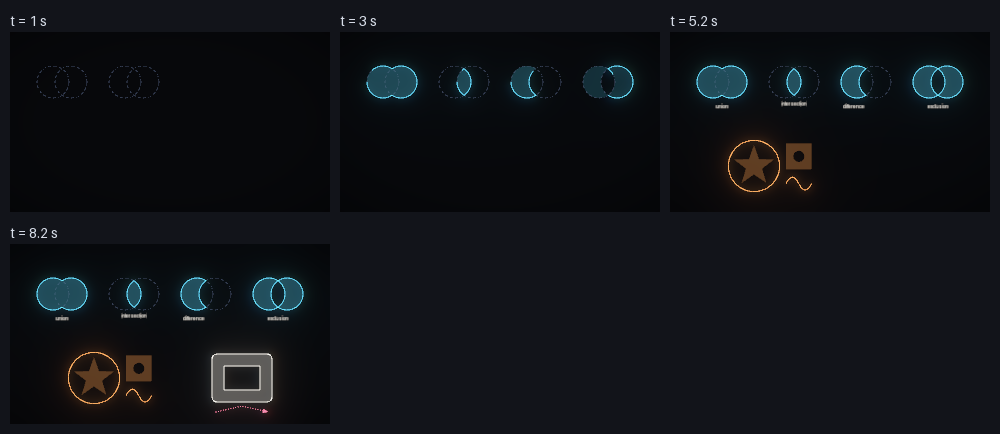 t = 1 s
t = 3 s
t = 5.2 s
union
intersection
difference
exclusion
t = 8.2 s
union
intersection
difference
exclusion